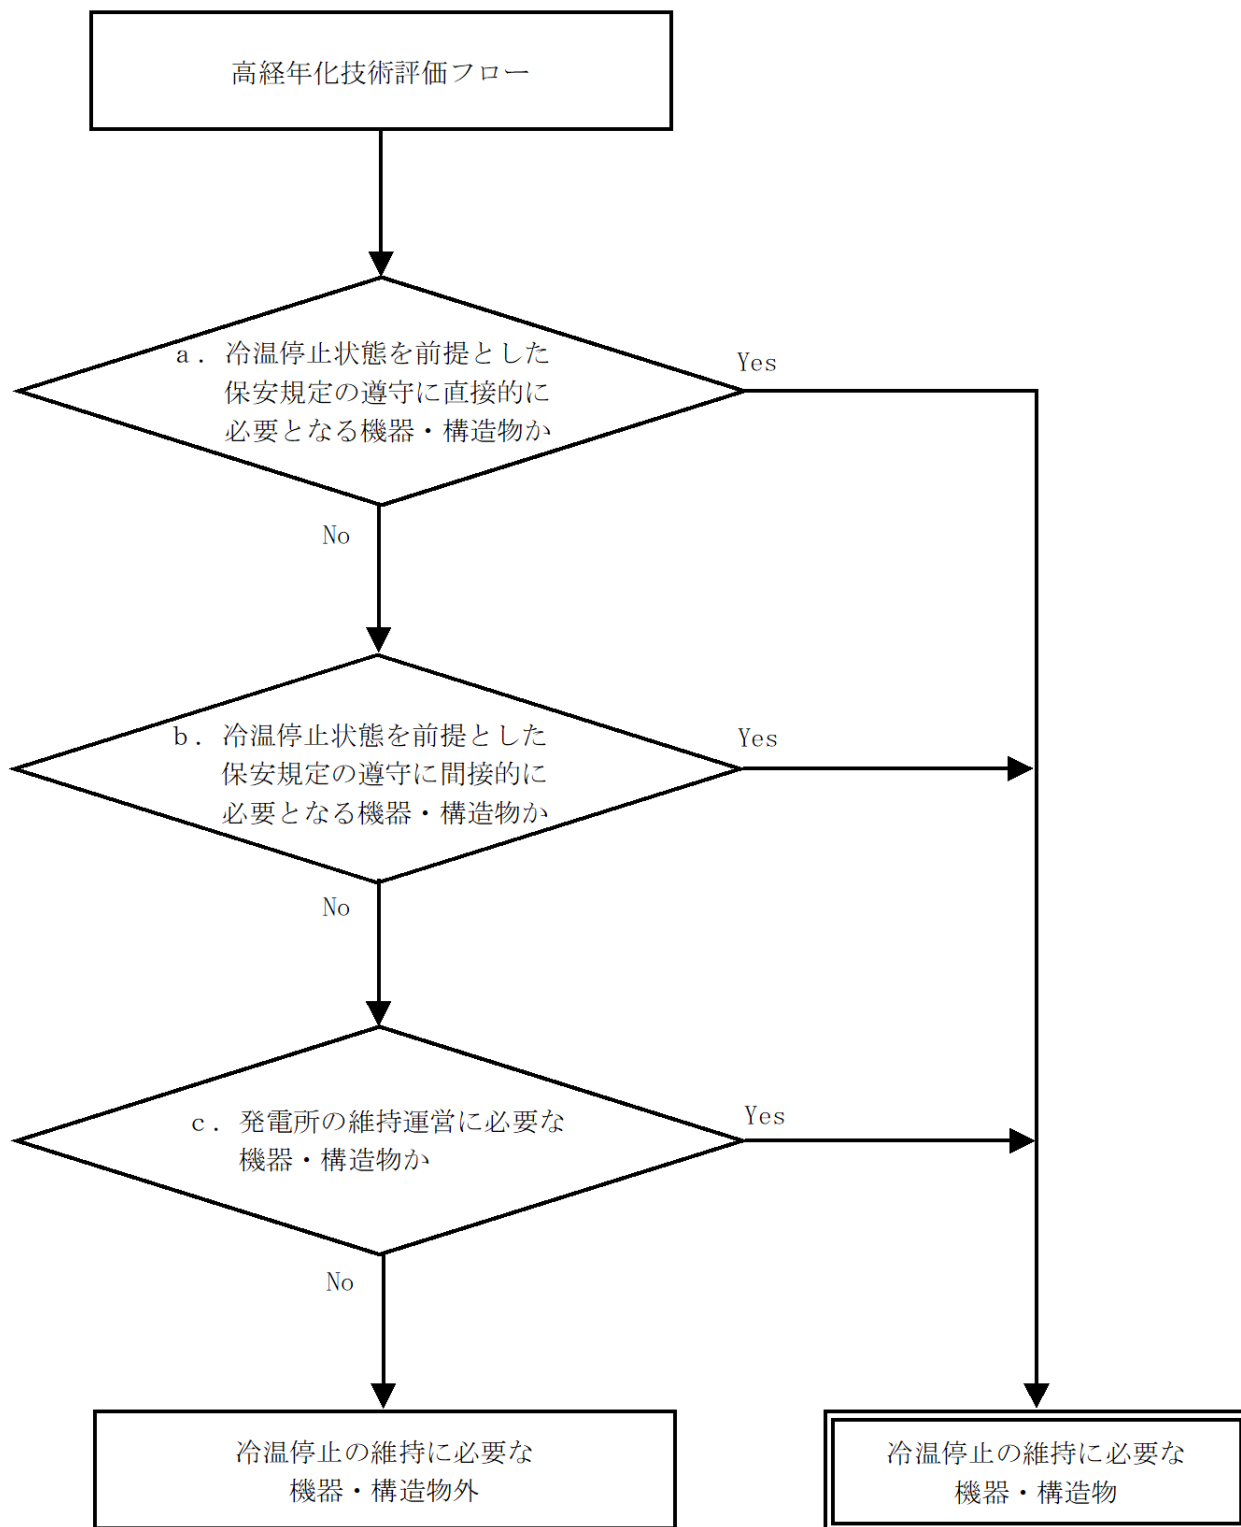 高経年化技術評価フロー
a．冷温停止状態を前提とした
保安規定の遵守に直接的に
必要となる機器・構造物か
Yes
No
b．冷温停止状態を前提とした
保安規定の遵守に間接的に
必要となる機器・構造物か
Yes
No
c．発電所の維持運営に必要な
機器・構造物か
Yes
No
冷温停止の維持に必要な
機器・構造物外
冷温停止の維持に必要な
機器・構造物